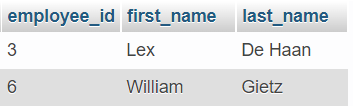 employee_id first_name last_name
3 Lex De Haan
6 William Gietz